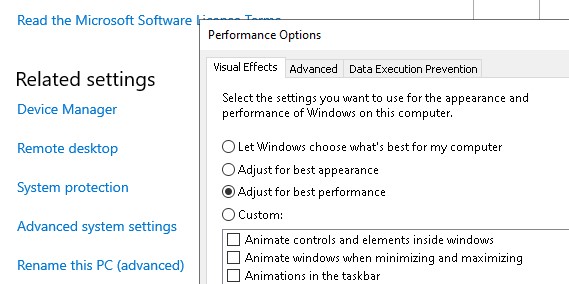 Read the Microsoft Software License Terms
Performance Options
Related settings
Device Manager
Remote desktop
System protection
Advanced system settings
Rename this PC (advanced)
Visual Effects
Advanced
Data Execution Prevention
Select the settings you want to use for the appearance and
performance of Windows on this computer.
Let Windows choose what's best for my computer
Adjust for best appearance
Adjust for best performance
Custom:
Animate controls and elements inside windows
Animate windows when minimizing and maximizing
Animations in the taskbar